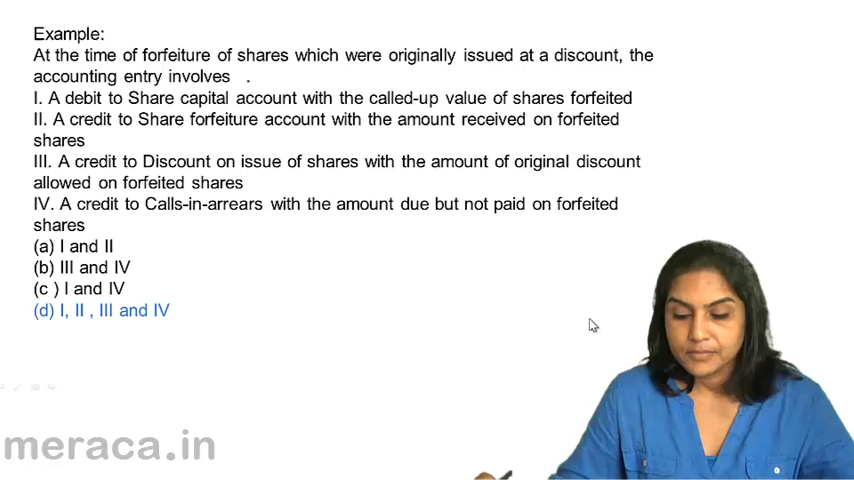 Example:
At the time of forfeiture of shares which were originally issued at a discount, the
accounting entry involves .
I. A debit to Share capital account with the called-up value of shares forfeited
II. A credit to Share forfeiture account with the amount received on forfeited
shares
III. A credit to Discount on issue of shares with the amount of original discount
allowed on forfeited shares
IV. A credit to Calls-in-arrears with the amount due but not paid on forfeited
shares
(a) I and II
(b) III and IV
(c ) I and IV
(d) I, II , III and IV
meraca.in